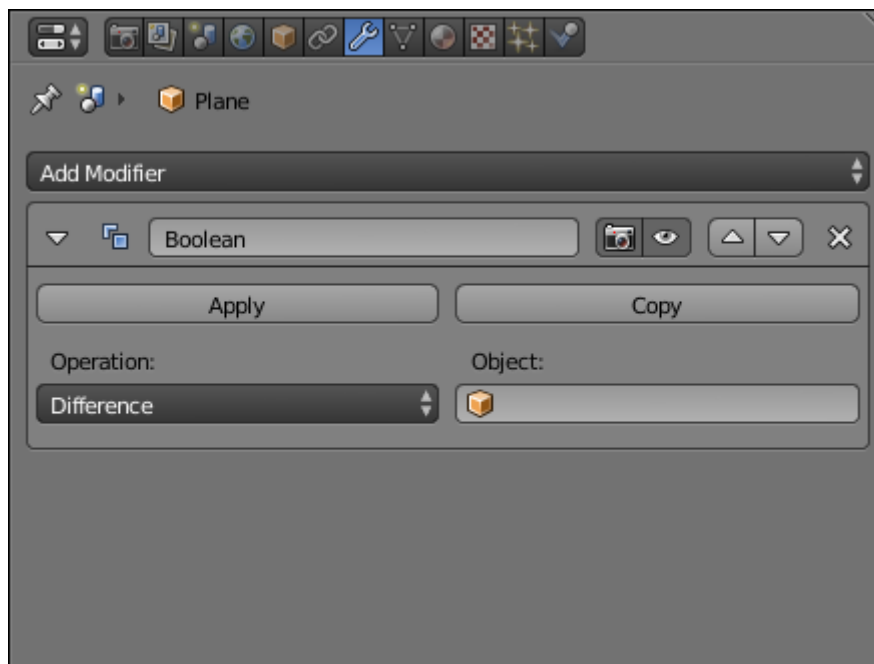 Plane
Add Modifier
Boolean
Apply
Copy
Operation:
Object:
Difference